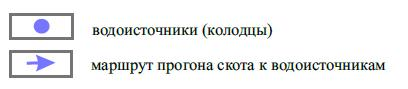 водоисточники (колодцы)
маршрут прогона скота к водоисточникам